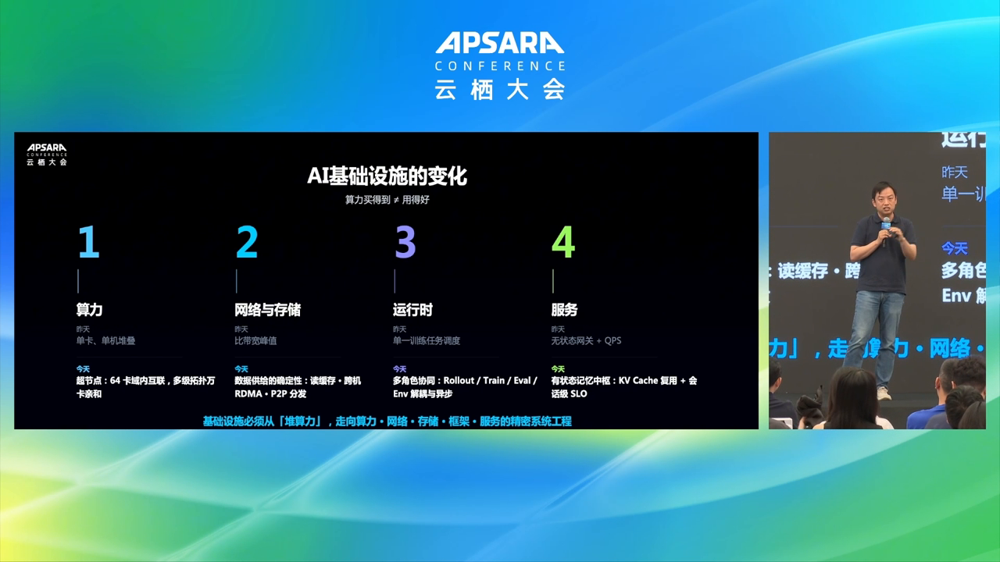 APSARA
CONFERENCE
云栖大会
APSARA
CONFERENCE
云栖大会
AI基础设施的变化
算力买得到 ≠ 用得好
1
2
3
4
算力
网络与存储
运行时
服务
昨天
昨天
昨天
昨天
单卡、单机堆叠
比带宽峰值
单一训练任务调度
无状态网关 + QPS
今天
今天
今天
今天
超节点：64 卡域内互联，多级拓扑万
卡亲和
数据供给的确定性：读缓存・跨机
RDMA・P2P 分发
多角色协同：Rollout / Train / Eval /
Env 解耦与异步
有状态记忆中枢：KV Cache 复用 + 会
话级 SLO
基础设施必须从「堆算力」，走向算力・网络・存储・框架・服务的精密系统工程
运行
昨天
单一训
今天
：读缓存・跨
多角色
Env 解
力」，走 算力・网络・